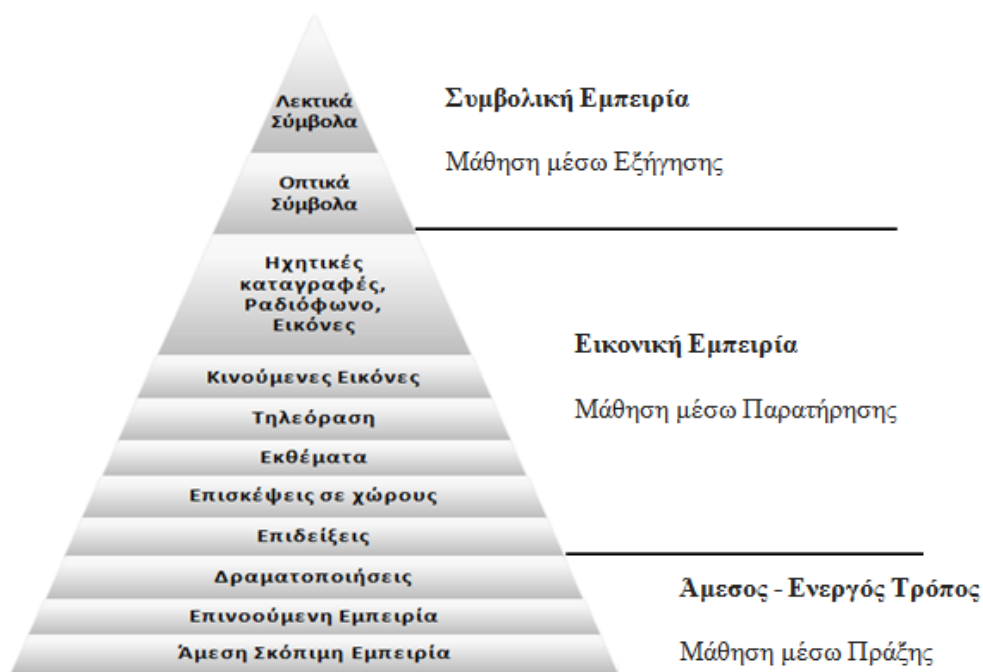 Λεκτικά
Σύμβολα
Οπτικά
Σύμβολα
Ηχητικές
καταγραφές,
Ραδιόφωνο,
Εικόνες
Κινούμενες Εικόνες
Τηλεόραση
Εκθέματα
Επισκέψεις σε χώρους
Επιδείξεις
Δραματοποιήσεις
Επινοούμενη Εμπειρία
Άμεση Σκόπιμη Εμπειρία
Συμβολική Εμπειρία
Μάθηση μέσω Εξήγησης
Εικονική Εμπειρία
Μάθηση μέσω Παρατήρησης
Άμεσος - Ενεργός Τρόπος
Μάθηση μέσω Πράξης